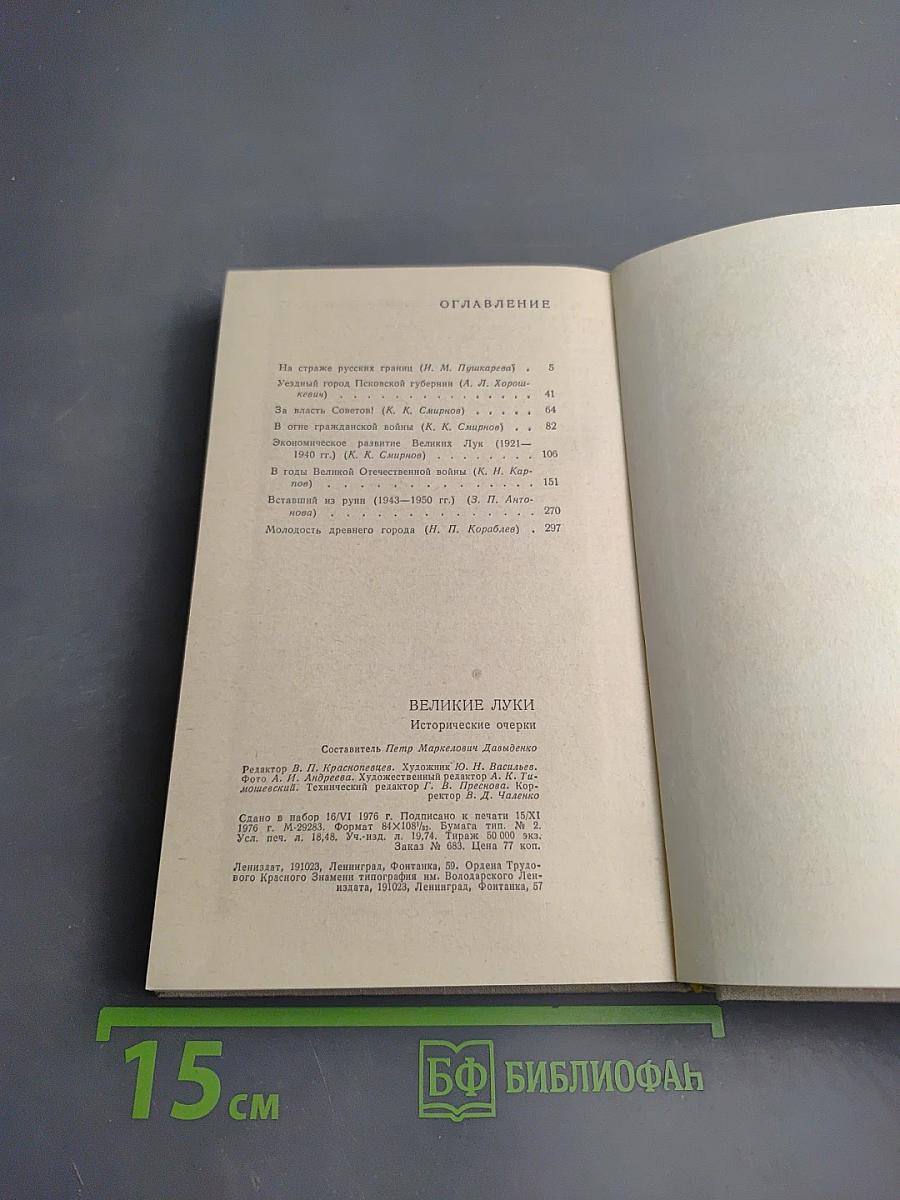 ОГЛАВЛЕНИЕ
На страже русских границ (И. М. Пушкарева) . 5
Уездный город Псковской губернии (А. Л. Хорош-
кевич) . . . . . . . . . . . . . . 41
За власть Советов! (К. К. Смирнов) . . . . . 64
В огне гражданской войны (К. К. Смирнов) . . 82
Экономическое развитие Великих Лук (1921—
1940 гг.) (К. К. Смирнов) . . . . . . . . 106
В годы Великой Отечественной войны (К. Н. Кар-
пов) . . . . . . . . . . . . . . . 151
Вставший из руин (1943—1950 гг.) (З. П. Анто-
нова) . . . . . . . . . . . . . . 270
Молодость древнего города (Н. П. Кораблев) . 297
ВЕЛИКИЕ ЛУКИ
Исторические очерки
Составитель Петр Маркелович Давыденко
Редактор В. П. Краснопевцев. Художник Ю. Н. Васильев.
Фото А. И. Андреева. Художественный редактор А. К. Ти-
мошевский. Технический редактор Г. В. Преснова. Кор-
ректор В. Д. Чаленко
Сдано в набор 16/VI 1976 г. Подписано к печати 15/XI
1976 г. М-29283. Формат 84×108¹/₃₂. Бумага тип. № 2.
Усл. печ. л. 18,48. Уч.-изд. л. 19,74. Тираж 50 000 экз.
Заказ № 683. Цена 77 коп.
Лениздат, 191023, Ленинград, Фонтанка, 59. Ордена Трудо-
вого Красного Знамени типография им. Володарского Лен-
издата, 191023, Ленинград, Фонтанка, 57
15 см
БФ БИБЛИОФАН